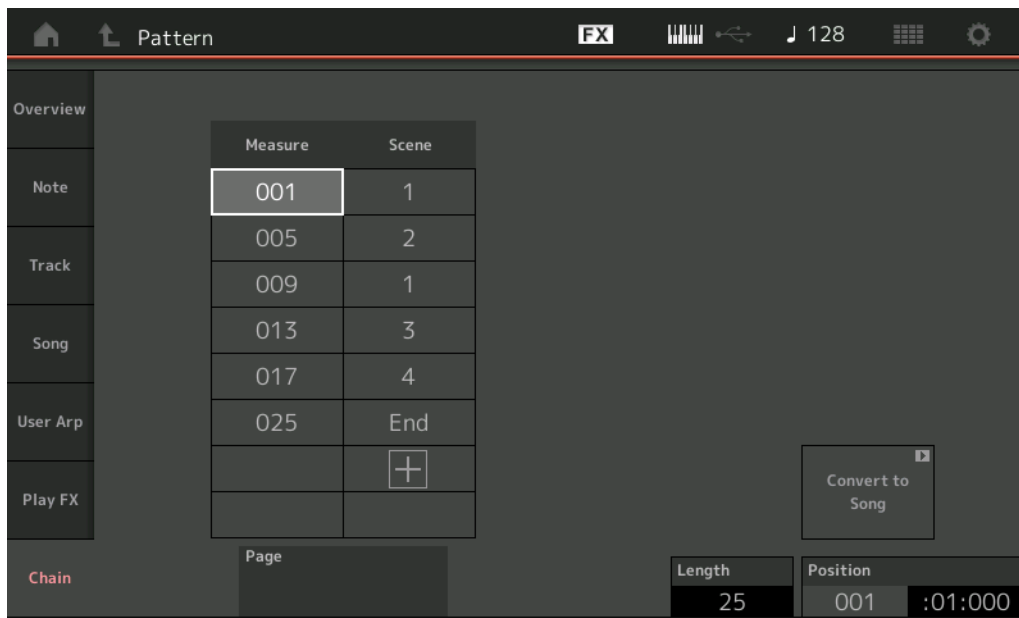 Pattern FX ♩ 128
Overview
Note
Track
Song
User Arp
Play FX
Chain
Measure Scene
001 1
005 2
009 1
013 3
017 4
025 End
+
Page
Convert to
Song
Length
25
Position
001 :01:000